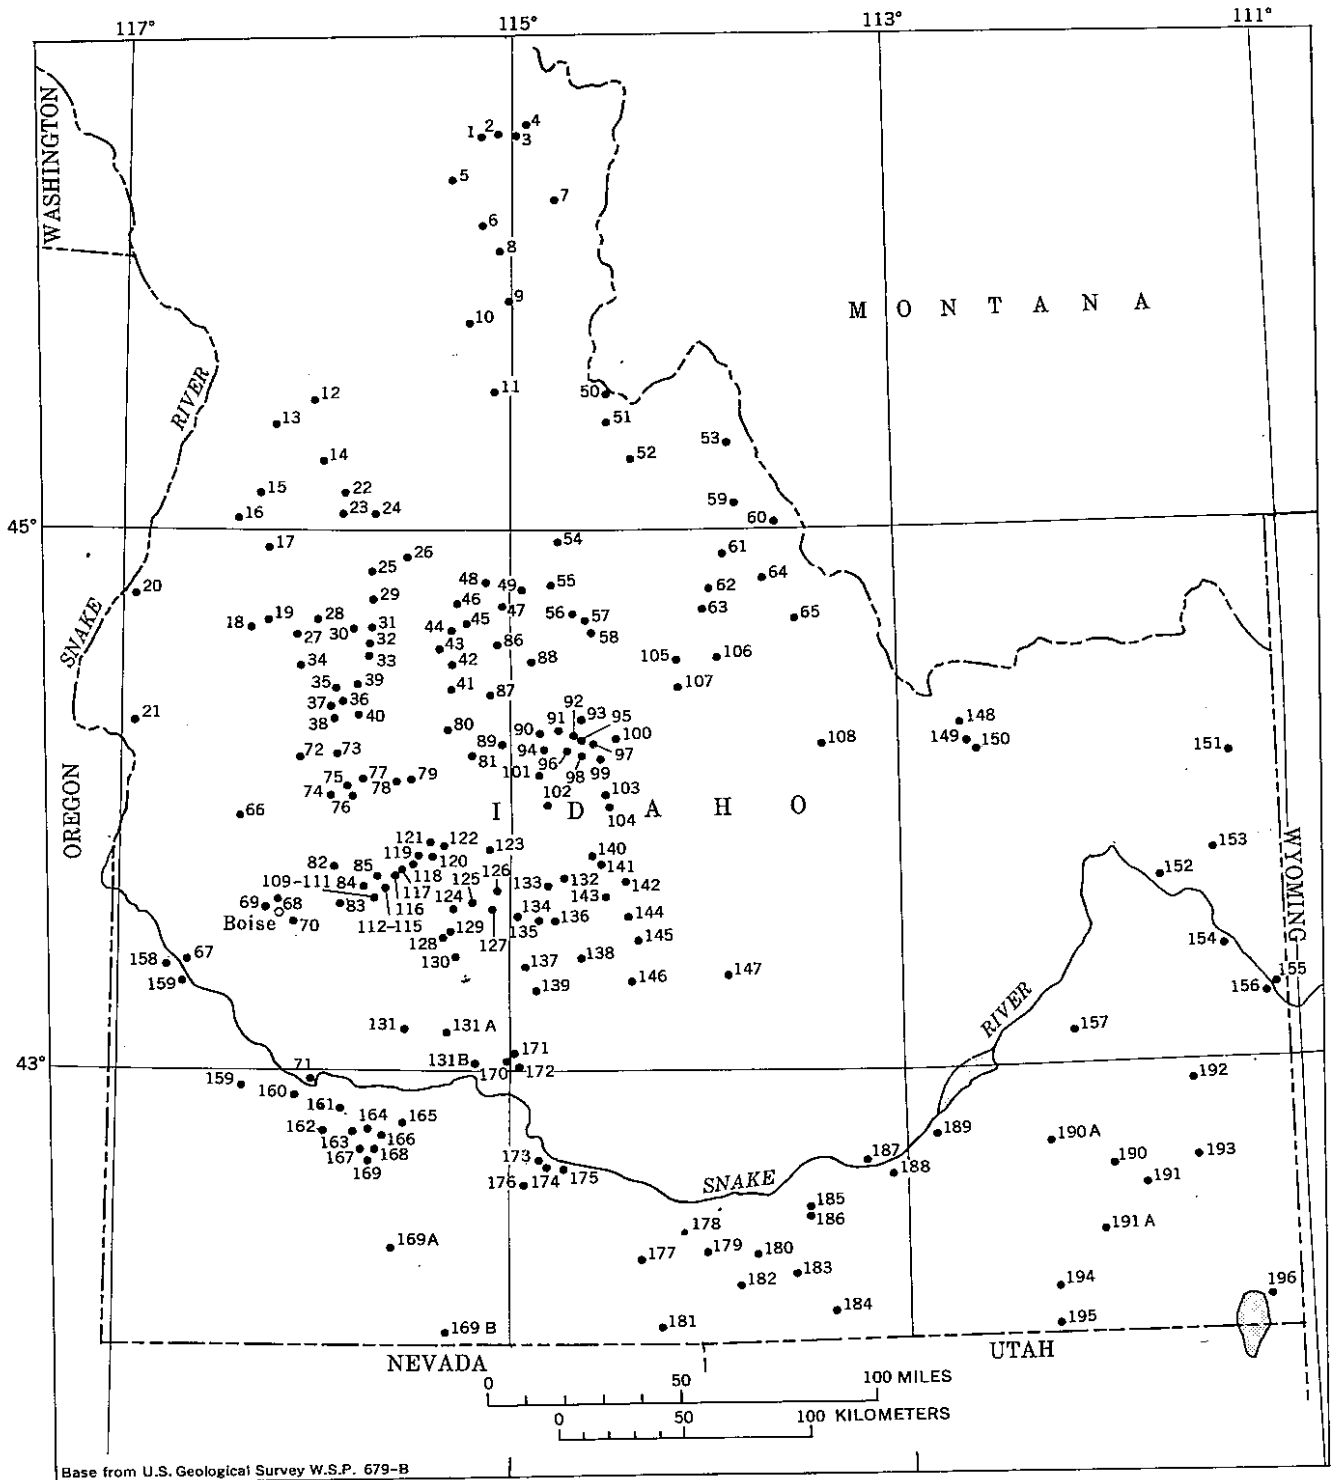 117° 115° 113° 111°
WASHINGTON
1 2 4
3
5
7
6
8
9
10
MONTANA
RIVER
12 11 50
13 51
53
14 52
15 22
16 23 24
59
60
45°
17 26 54
61
25 48 49 55 64
20 62
29 46 47
18 19 28 45 56 57 63 65
27 30 31 44 58
SNAKE
32 43 86
34 33 42 88 105 106
35 39 41 87 107
37 36 92 93
21 38 40 80 90 91 95 100 148
72 73 89 94 97 108 149 150 151
81 96 98 99
75 77 78 79 101
74 76 102 103
66 IDAHO
104
OREGON
121 122 123 140 153
119 120 141
82 85 118 126 132 152
109–111 84 117 125 133 142
69 68 83 116 124 143
Boise 70 112–115 134 136 144
135
128 129 127 145 154
WYOMING
158 67 130 137 138
159 139 146 147 156 155
RIVER
131 131 A 157
171
43° 71 131B 170 172
159 192
160
161 164 165
162 163 166 189 190 A
167 168 173 187 190 193
169 176 174 175 188 191
SNAKE
185
186
178 191 A
169A 177 179 180
182 183 194 196
184
169 B 181 195
NEVADA UTAH
0 50 100 MILES
0 50 100 KILOMETERS
Base from U.S. Geological Survey W.S.P. 679-B